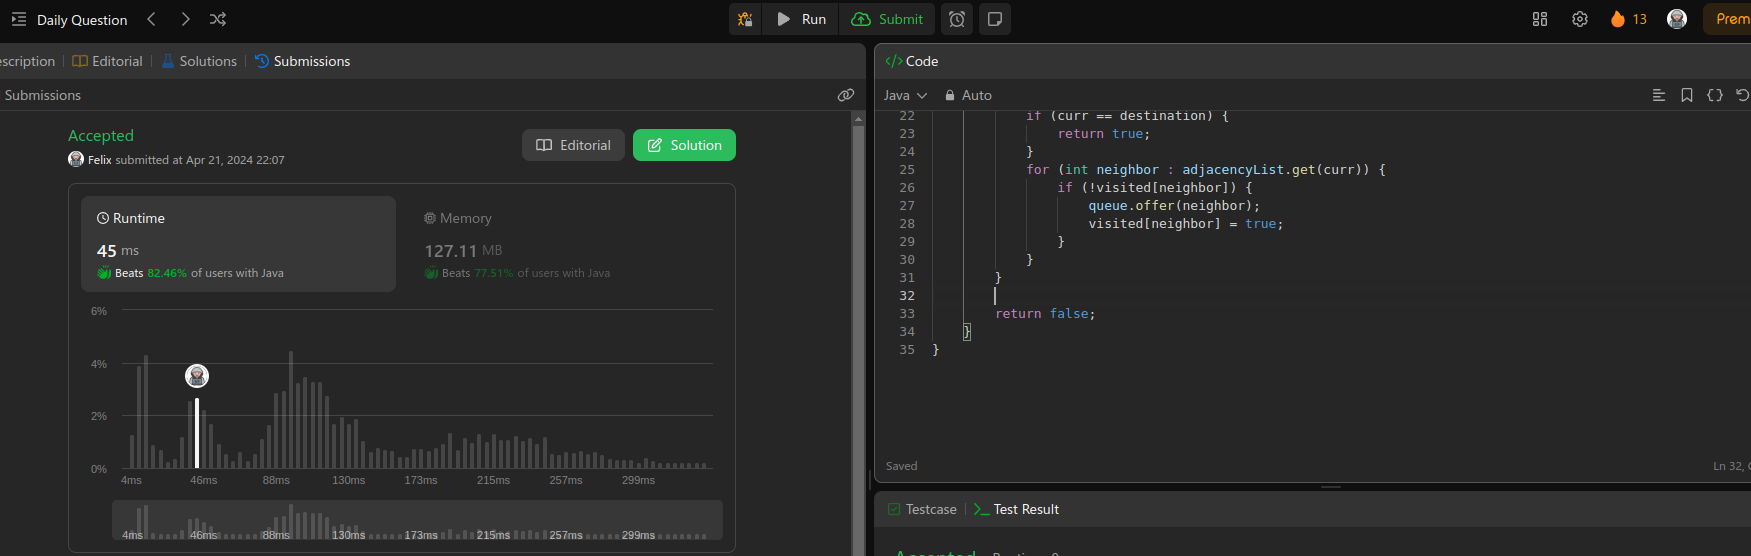 Daily Question
Run
Submit
13
Prem
scription
Editorial
Solutions
Submissions
Code
Submissions
Java
Auto
Accepted
Felix submitted at Apr 21, 2024 22:07
Editorial
Solution
Runtime
45 ms
Beats 82.46% of users with Java
Memory
127.11 MB
Beats 77.51% of users with Java
6%
4%
2%
0%
4ms 46ms 88ms 130ms 173ms 215ms 257ms 299ms
4ms 46ms 88ms 130ms 173ms 215ms 257ms 299ms
22 if (curr == destination) {
23 return true;
24 }
25 for (int neighbor : adjacencyList.get(curr)) {
26 if (!visited[neighbor]) {
27 queue.offer(neighbor);
28 visited[neighbor] = true;
29 }
30 }
31 }
32
33 return false;
34 }
35 }
Saved
Ln 32,
Testcase
Test Result
Accepted